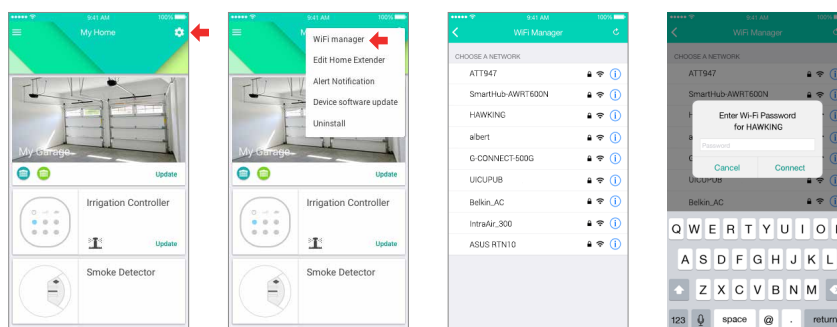 9:41 AM 100%
My Home
My Garage
Update
Irrigation Controller
Update
Smoke Detector
9:41 AM 100%
M
WiFi manager
Edit Home Extender
Alert Notification
Device software update
Uninstall
My Garage
Update
Irrigation Controller
Update
Smoke Detector
9:41 AM 100%
WiFi Manager
CHOOSE A NETWORK
ATT947
SmartHub-AWRT600N
HAWKING
albert
G-CONNECT-500G
UICUPUB
Belkin_AC
IntraAir_300
ASUS RTN10
9:41 AM 100%
WiFi Manager
CHOOSE A NETWORK
ATT947
SmartHub-AWRT600N
Enter Wi-Fi Password
for HAWKING
Password
Cancel Connect
UICUPUB
Belkin_AC
Q W E R T Y U I O
A S D F G H J K L
Z X C V B N M
123 space @ . return